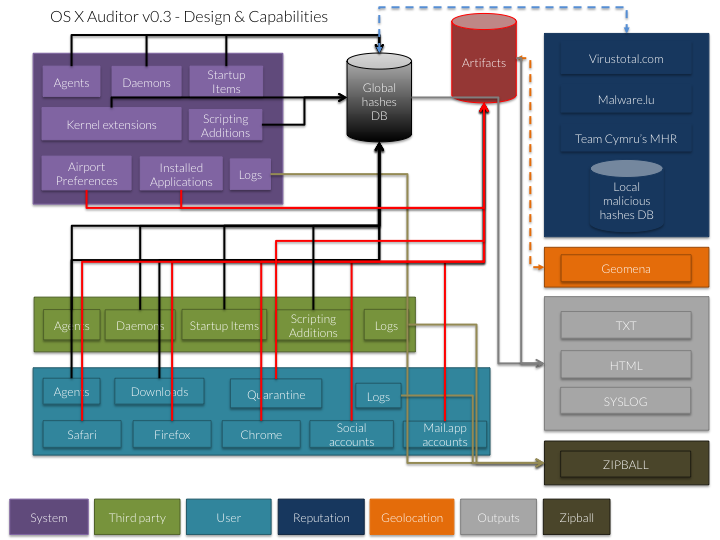 OS X Auditor v0.3 - Design & Capabilities
Agents
Daemons
Startup
Items
Kernel extensions
Scripting
Additions
Airport
Preferences
Installed
Applications
Logs
Global
hashes
DB
Artifacts
Virustotal.com
Malware.lu
Team Cymru's MHR
Local
malicious
hashes DB
Geomena
Agents
Daemons
Startup Items
Scripting
Additions
Logs
TXT
HTML
SYSLOG
Agents
Downloads
Quarantine
Logs
Safari
Firefox
Chrome
Social
accounts
Mail.app
accounts
ZIPBALL
System
Third party
User
Reputation
Geolocation
Outputs
Zipball